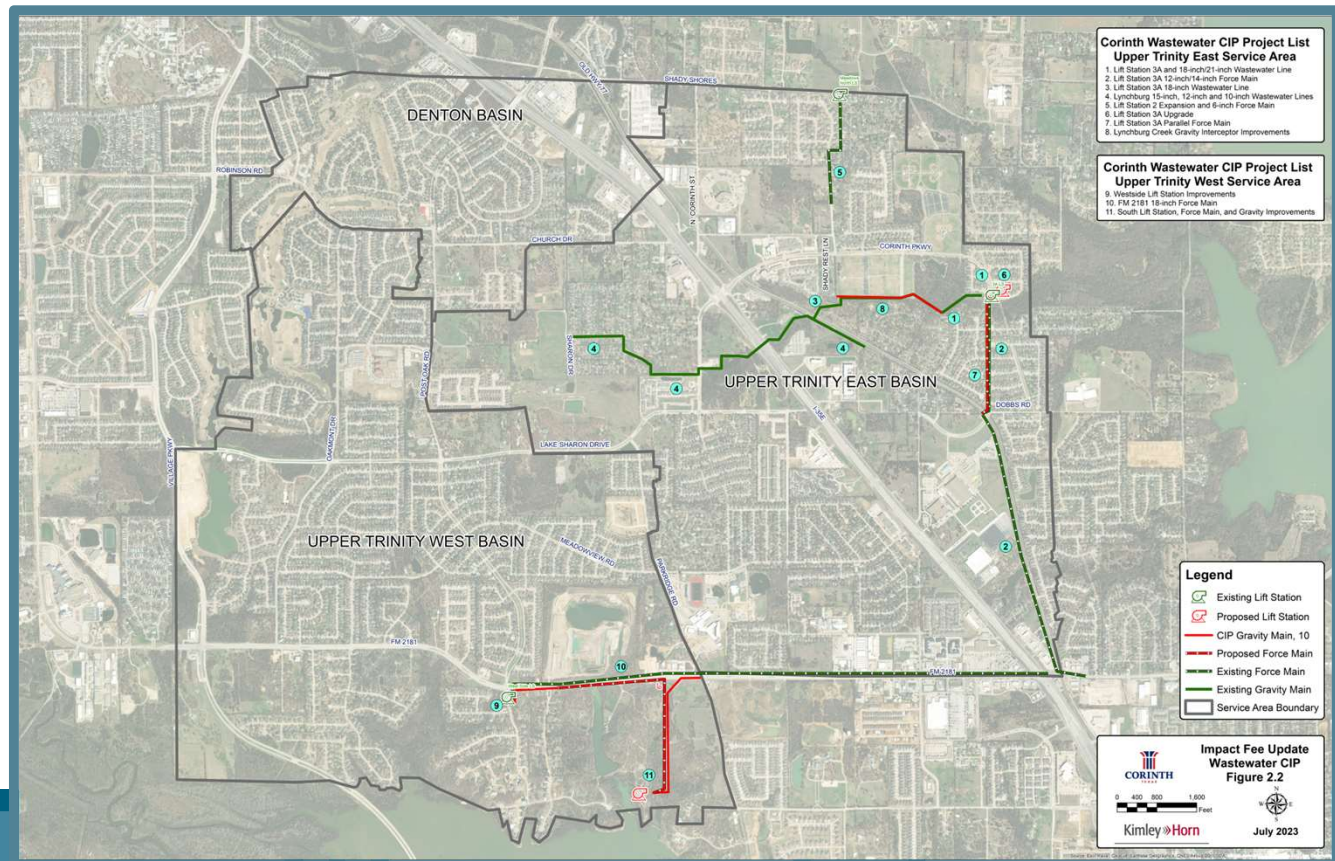 Corinth Wastewater CIP Project List
Upper Trinity East Service Area
1. Lift Station 3A and 18-inch/21-inch Wastewater Line
2. Lift Station 3A 12-inch/14-inch Force Main
3. Lift Station 3A 18-inch Wastewater Line
4. Lynchburg 15-inch, 12-inch and 10-inch Wastewater Lines
5. Lift Station 2 Expansion and 6-inch Force Main
6. Lift Station 3A Upgrade
7. Lift Station 3A Parallel Force Main
8. Lynchburg Creek Gravity Interceptor Improvements
Corinth Wastewater CIP Project List
Upper Trinity West Service Area
9. Westside Lift Station Improvements
10. FM 2181 18-inch Force Main
11. South Lift Station, Force Main, and Gravity Improvements
OLD HWY 77
SHADY SHORES
DENTON BASIN
ROBINSON RD
5
N. CORINTH ST
CHURCH DR
SHADY REST LN
CORINTH PKWY
1
6
3
8
1
4
4
2
SHARON DR
POST OAK RD
4
UPPER TRINITY EAST BASIN
7
DOBBS RD
I-35E
OAKMONT DR
LAKE SHARON DRIVE
VILLAGE PKWY
UPPER TRINITY WEST BASIN
MEADOWVIEW RD
PARKRIDGE RD
2
FM 2181
10
FM 2181
9
11
Legend
Existing Lift Station
Proposed Lift Station
CIP Gravity Main, 10
Proposed Force Main
Existing Force Main
Existing Gravity Main
Service Area Boundary
CORINTH
TEXAS
Impact Fee Update
Wastewater CIP
Figure 2.2
0 400 800 1,600
Feet
N
W E
S
Kimley»Horn
July 2023